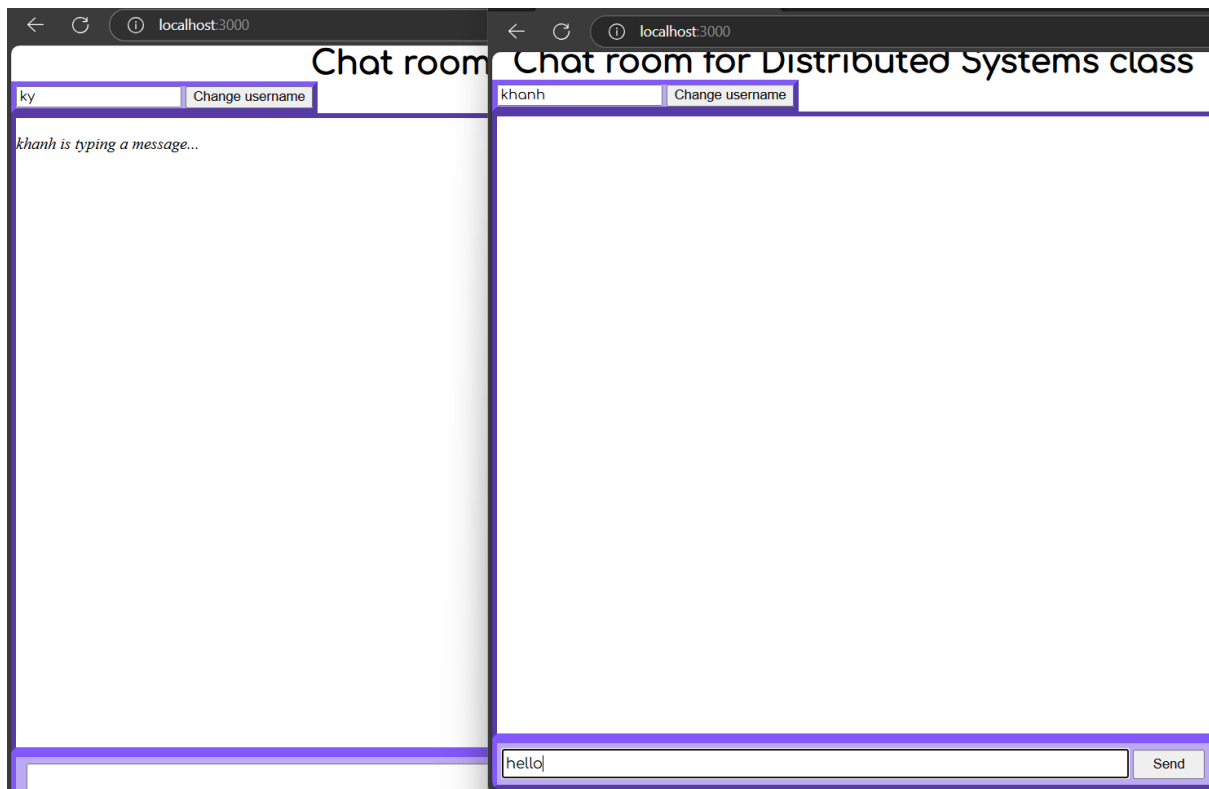 localhost:3000
Chat room
ky
Change username
khanh is typing a message...
localhost:3000
Chat room for Distributed Systems class
khanh
Change username
hello
Send